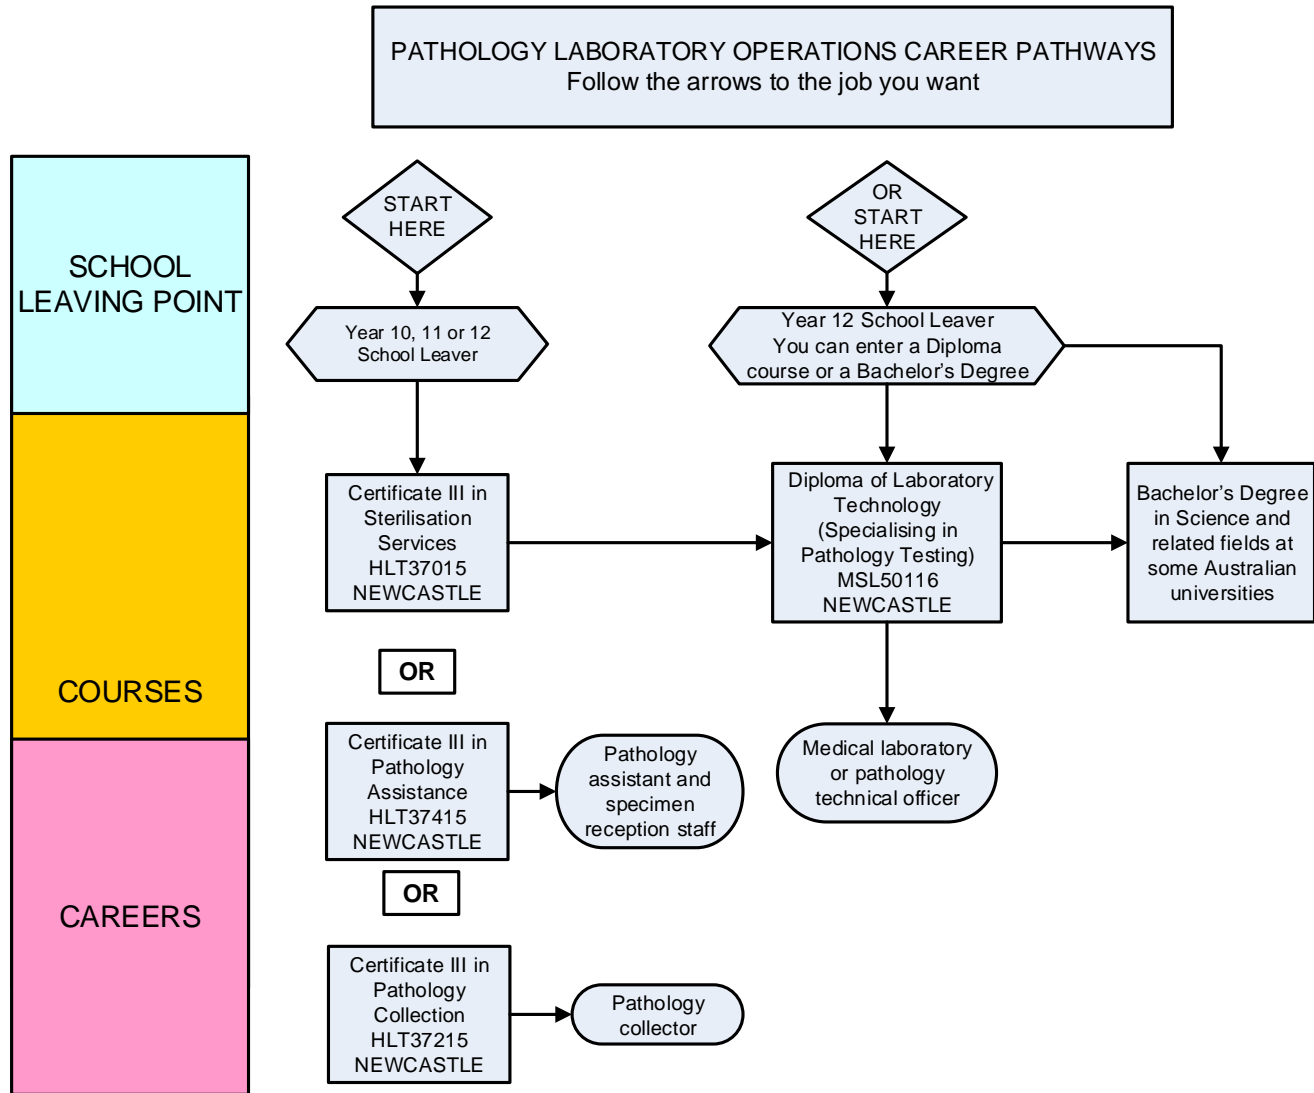 PATHOLOGY LABORATORY OPERATIONS CAREER PATHWAYS
Follow the arrows to the job you want
SCHOOL
LEAVING POINT
START
HERE
OR
START
HERE
Year 10, 11 or 12
School Leaver
Year 12 School Leaver
You can enter a Diploma
course or a Bachelor's Degree
COURSES
Certificate III in
Sterilisation
Services
HLT37015
NEWCASTLE
Diploma of Laboratory
Technology
(Specialising in
Pathology Testing)
MSL50116
NEWCASTLE
Bachelor's Degree
in Science and
related fields at
some Australian
universities
OR
Certificate III in
Pathology
Assistance
HLT37415
NEWCASTLE
Pathology
assistant and
specimen
reception staff
Medical laboratory
or pathology
technical officer
CAREERS
OR
Certificate III in
Pathology
Collection
HLT37215
NEWCASTLE
Pathology
collector